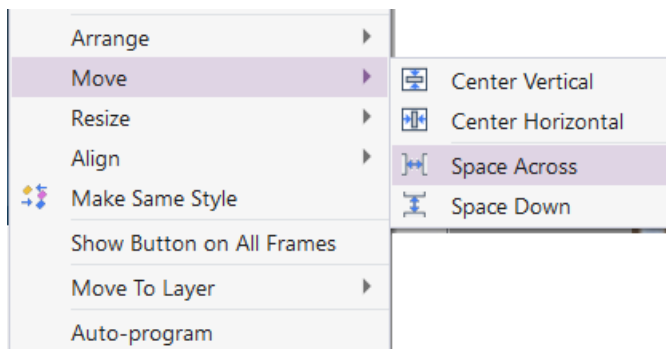 Arrange
Move
Resize
Align
Make Same Style
Show Button on All Frames
Move To Layer
Auto-program
Center Vertical
Center Horizontal
Space Across
Space Down